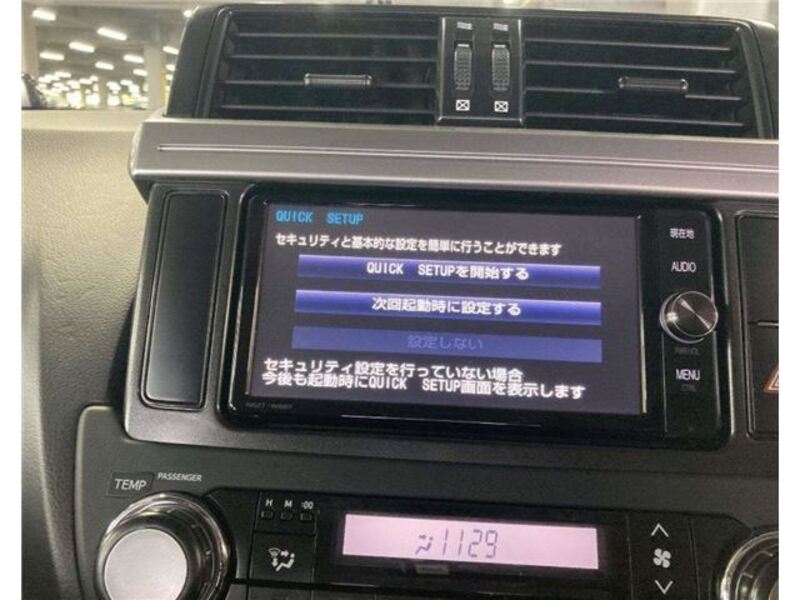 QUICK SETUP
セキュリティと基本的な設定を簡単に行うことができます
QUICK SETUPを開始する
次回起動時に設定する
設定しない
セキュリティ設定を行っていない場合
今後も起動時にQUICK SETUP画面を表示します
現在地
AUDIO
PWR/VOL
MENU
CTRL
TEMP
PASSENGER
H M :00
1129